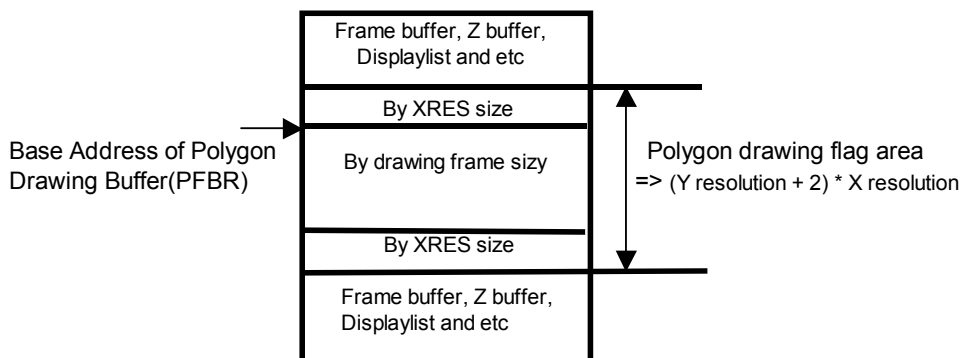 Frame buffer, Z buffer,
Displaylist and etc
By XRES size
Base Address of Polygon
Drawing Buffer(PFBR)
By drawing frame sizy
Polygon drawing flag area
=> (Y resolution + 2) * X resolution
By XRES size
Frame buffer, Z buffer,
Displaylist and etc